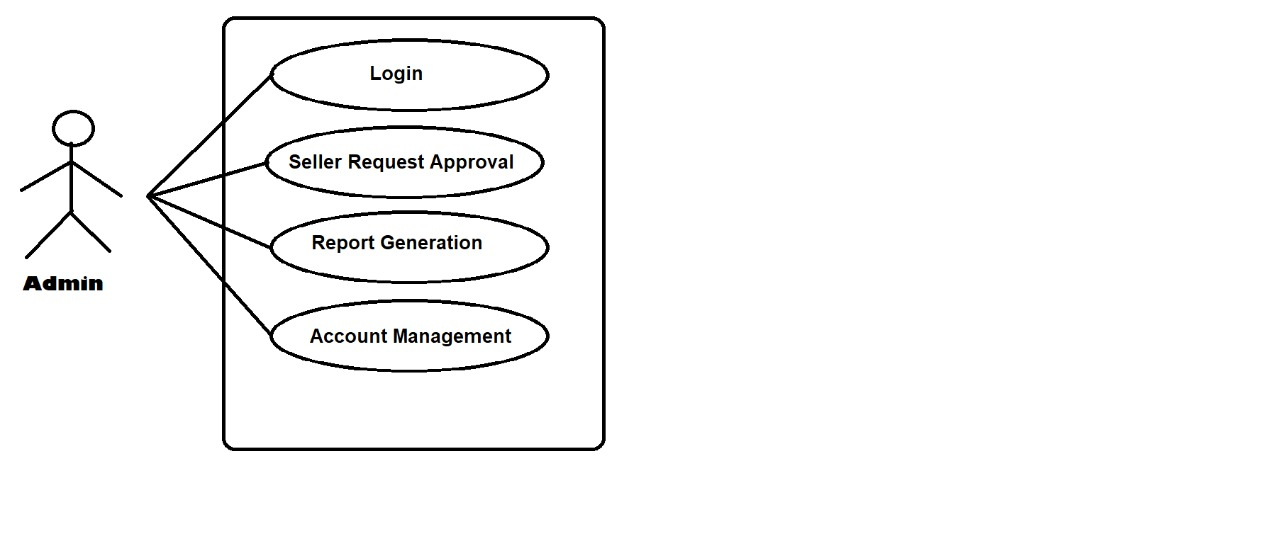 Login
Seller Request Approval
Report Generation
Admin
Account Management